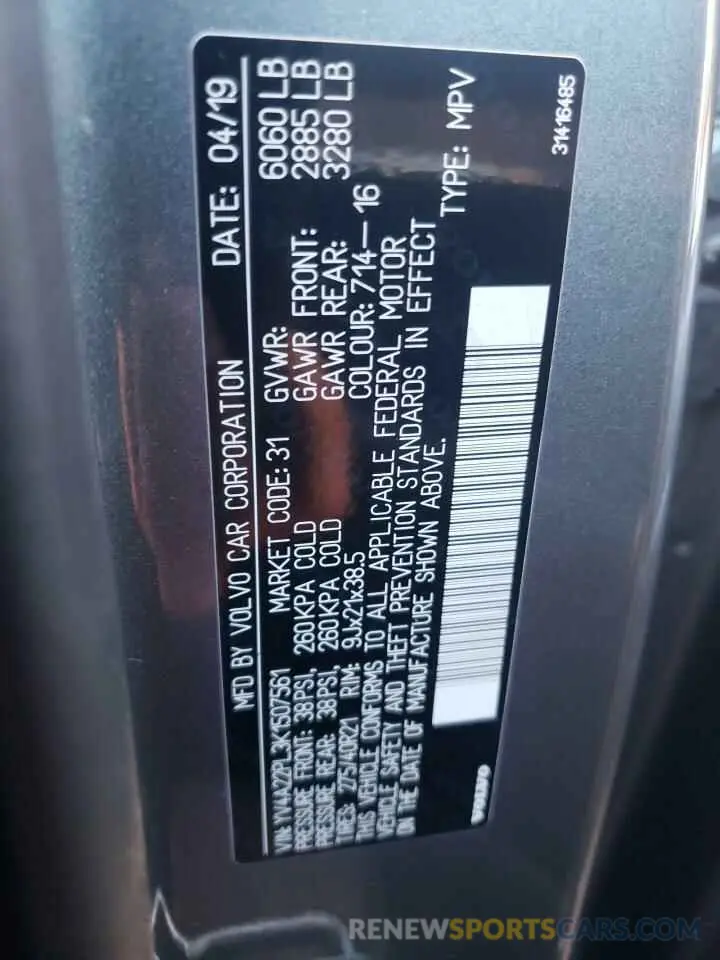 MFD BY VOLVO CAR CORPORATION DATE: 04/19
VIN: YV4A22PL3K1507561 MARKET CODE: 31 GVWR: 6060 LB
PRESSURE FRONT: 38PSI, 260KPA COLD GAWR FRONT: 2885 LB
PRESSURE REAR: 38PSI, 260KPA COLD GAWR REAR: 3280 LB
TIRES: 275/40R21 RIM: 9Jx21x38.5 COLOUR: 714-16
THIS VEHICLE CONFORMS TO ALL APPLICABLE FEDERAL MOTOR
VEHICLE SAFETY AND THEFT PREVENTION STANDARDS IN EFFECT
ON THE DATE OF MANUFACTURE SHOWN ABOVE.
TYPE: MPV
VOLVO
31416485
RENEWSPORTSCARS.COM